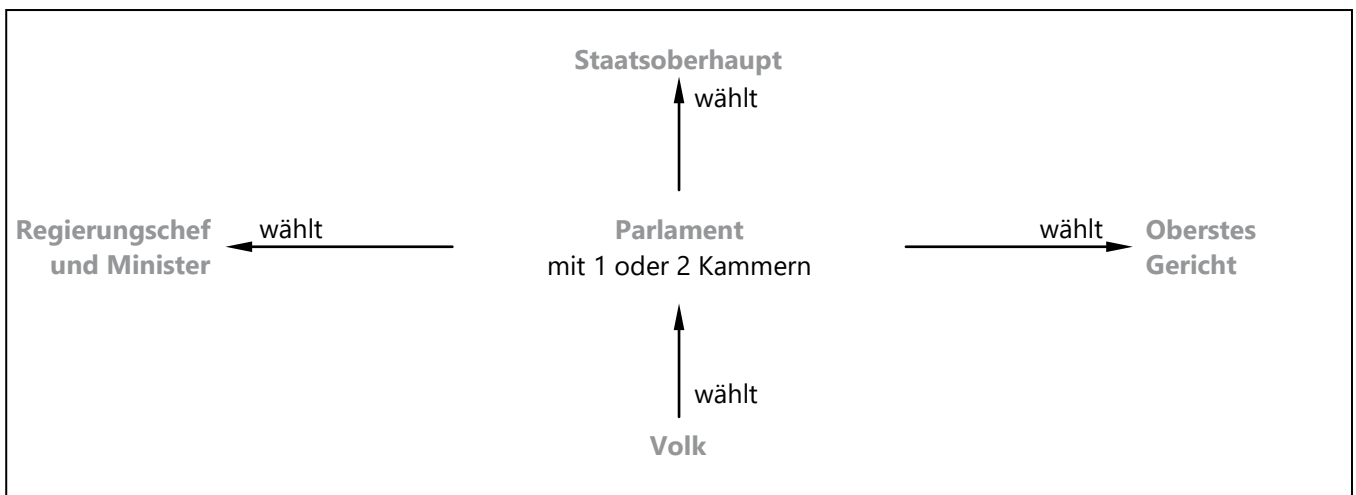 Staatsoberhaupt
wählt
Regierungschef
und Minister
wählt
Parlament
mit 1 oder 2 Kammern
wählt
Oberstes
Gericht
wählt
Volk